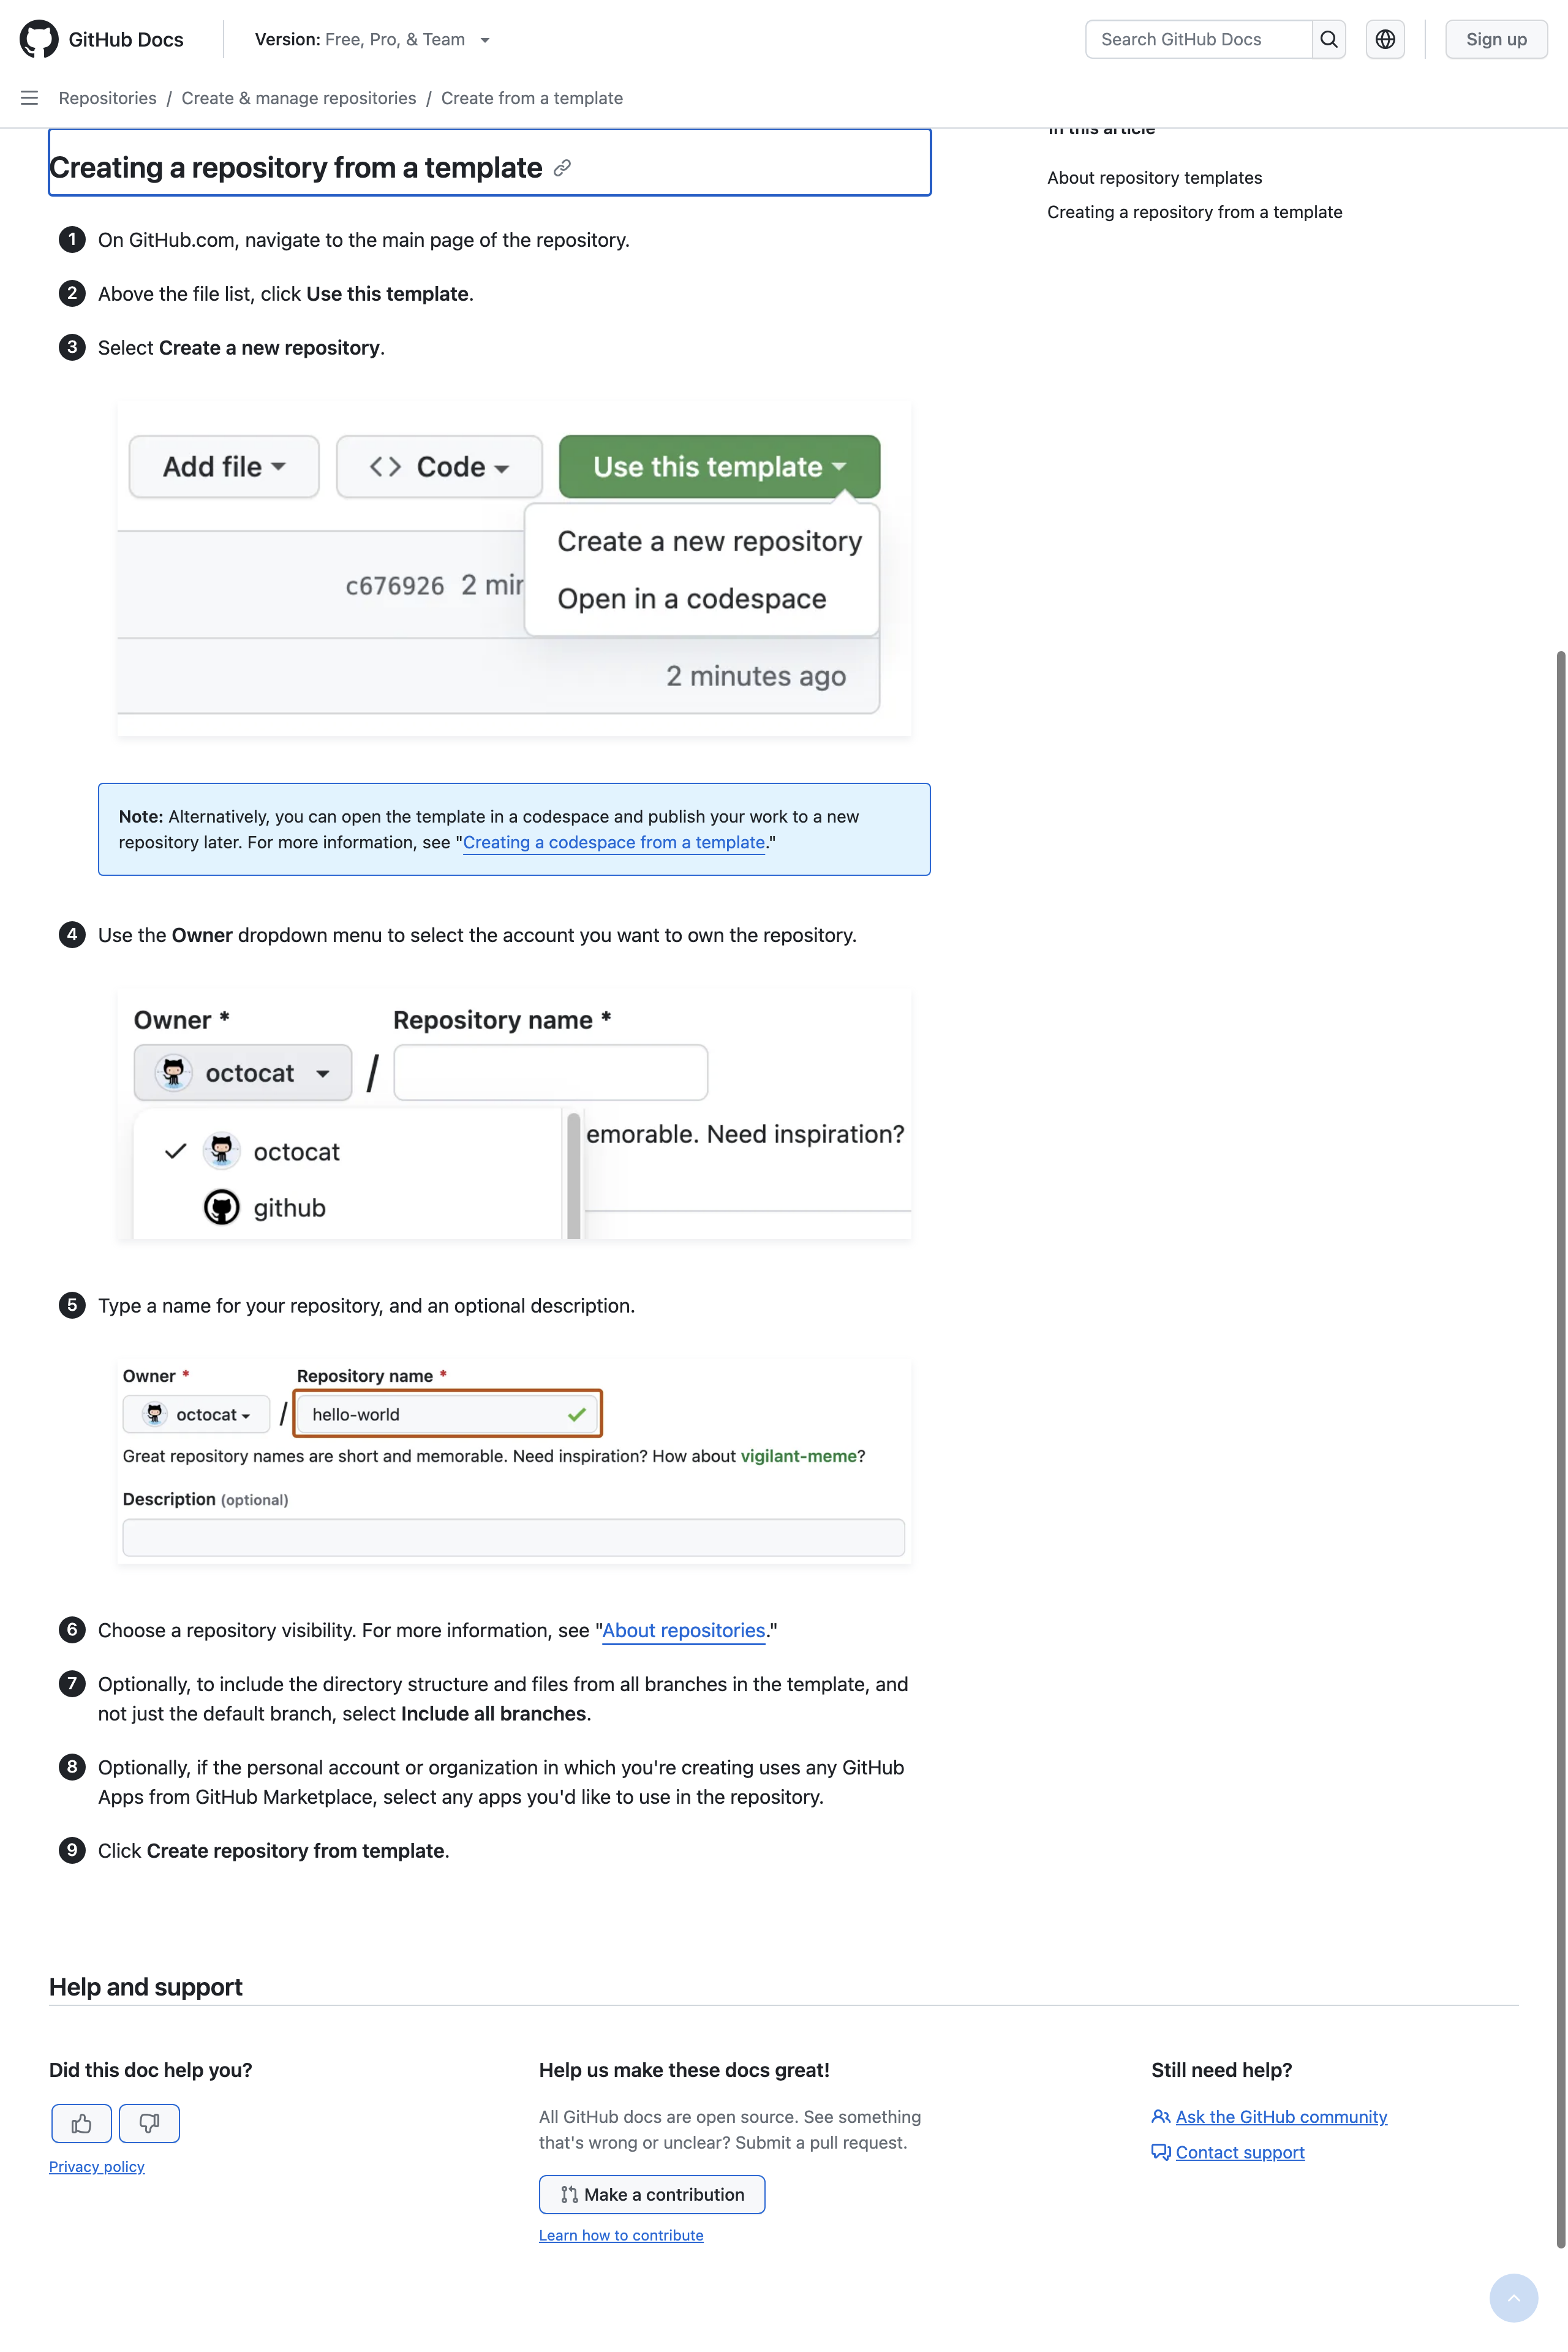 GitHub Docs
Version: Free, Pro, & Team
Search GitHub Docs
Sign up
Repositories / Create & manage repositories / Create from a template
In this article
About repository templates
Creating a repository from a template
Creating a repository from a template
1 On GitHub.com, navigate to the main page of the repository.
2 Above the file list, click Use this template.
3 Select Create a new repository.
Add file
<> Code
Use this template
Create a new repository
Open in a codespace
c676926 2 min
2 minutes ago
Note: Alternatively, you can open the template in a codespace and publish your work to a new
repository later. For more information, see "Creating a codespace from a template."
4 Use the Owner dropdown menu to select the account you want to own the repository.
Owner * Repository name *
octocat /
octocat
emorable. Need inspiration?
github
5 Type a name for your repository, and an optional description.
Owner * Repository name *
octocat / hello-world
Great repository names are short and memorable. Need inspiration? How about vigilant-meme?
Description (optional)
6 Choose a repository visibility. For more information, see "About repositories."
7 Optionally, to include the directory structure and files from all branches in the template, and
not just the default branch, select Include all branches.
8 Optionally, if the personal account or organization in which you're creating uses any GitHub
Apps from GitHub Marketplace, select any apps you'd like to use in the repository.
9 Click Create repository from template.
Help and support
Did this doc help you?
Privacy policy
Help us make these docs great!
All GitHub docs are open source. See something
that's wrong or unclear? Submit a pull request.
Make a contribution
Learn how to contribute
Still need help?
Ask the GitHub community
Contact support